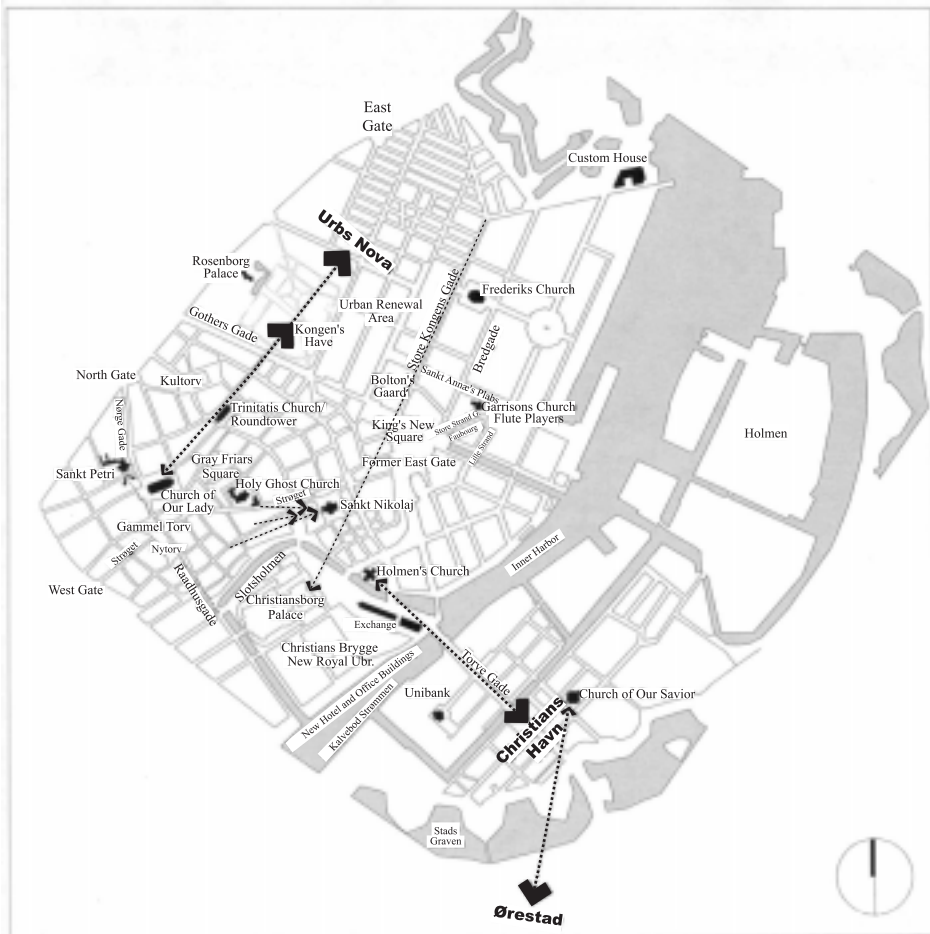 East
Gate
Custom House
Urbs Nova
Rosenborg
Palace
Frederiks Church
Urban Renewal
Area
Store Kongens Gade
Gothers Gade
Kongen's
Have
Bredgade
North Gate
Kultorv
Bolton's
Gaard
Sankt Annæ's Plabs
Nørge Gade
Trinitatis Church/
Roundtower
Garrisons Church
Flute Players
King's New
Square
Store Strand G.
Faubourg
Lille Strand
Holmen
Gray Friars
Square
Former East Gate
Sankt Petri
Holy Ghost Church
Church of
Our Lady
Strøget
Sahkt Nikolaj
Gammel Torv
Strøget
Nytorv
Inner Harbor
Slotsholmen
Raadhusgade
Holmen's Church
West Gate
Christiansborg
Palace
Exchange
Christians Brygge
New Royal Ubr.
Torve Gade
New Hotel and Office Buildings
Kalvebod Strømmen
Unibank
Church of Our Savior
Christians
Havn
Stads
Graven
Ørestad